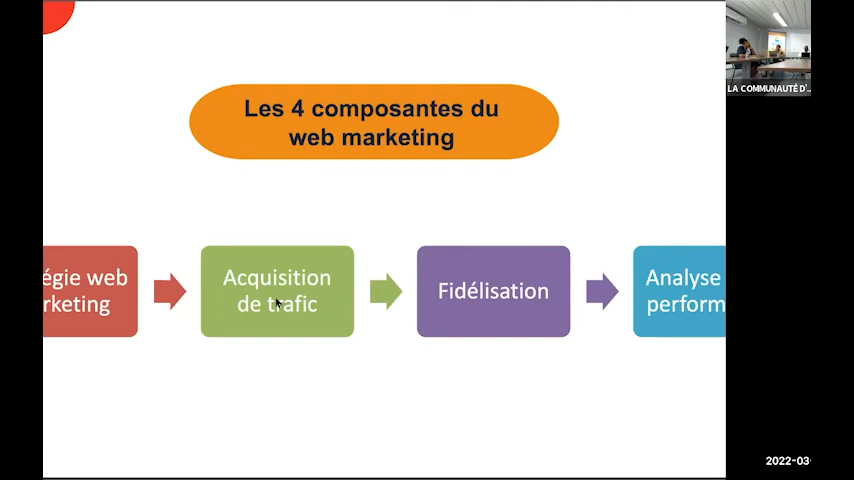 LA COMMUNAUTÉ D'...
Les 4 composantes du
web marketing
égie web
rketing
Acquisition
de trafic
Fidélisation
Analyse
perform
2022-03